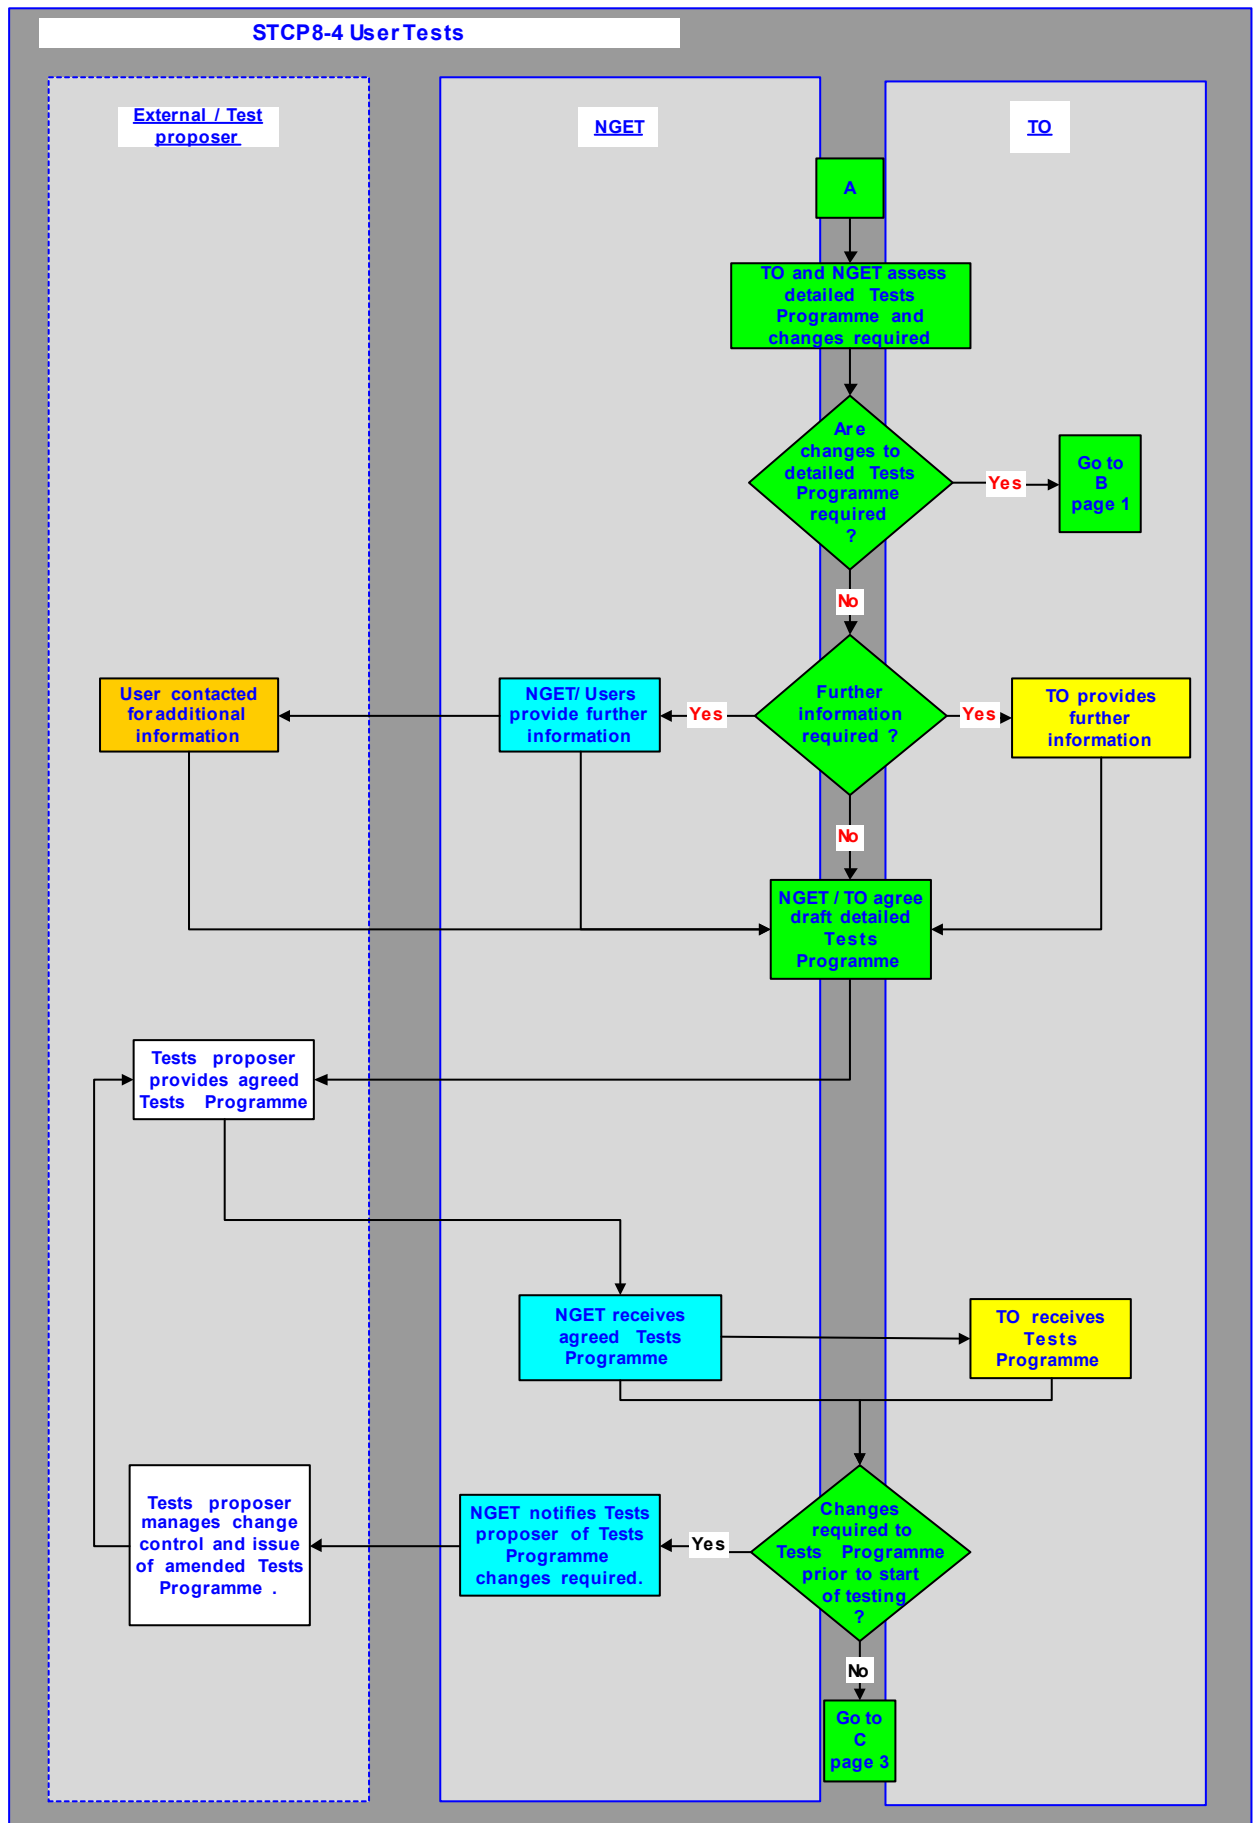 STCP8-4 User Tests
External / Test
proposer
NGET
TO
A
TO and NGET assess
detailed Tests
Programme and
changes required
Are
changes to
detailed Tests
Programme
required
?
Yes
Go to
B
page 1
No
User contacted
for additional
information
NGET/ Users
provide further
information
Yes
Further
information
required ?
Yes
TO provides
further
information
No
NGET / TO agree
draft detailed
Tests
Programme
Tests proposer
provides agreed
Tests Programme
NGET receives
agreed Tests
Programme
TO receives
Tests
Programme
Tests proposer
manages change
control and issue
of amended Tests
Programme .
NGET notifies Tests
proposer of Tests
Programme
changes required.
Yes
Changes
required to
Tests Programme
prior to start
of testing
?
No
Go to
C
page 3